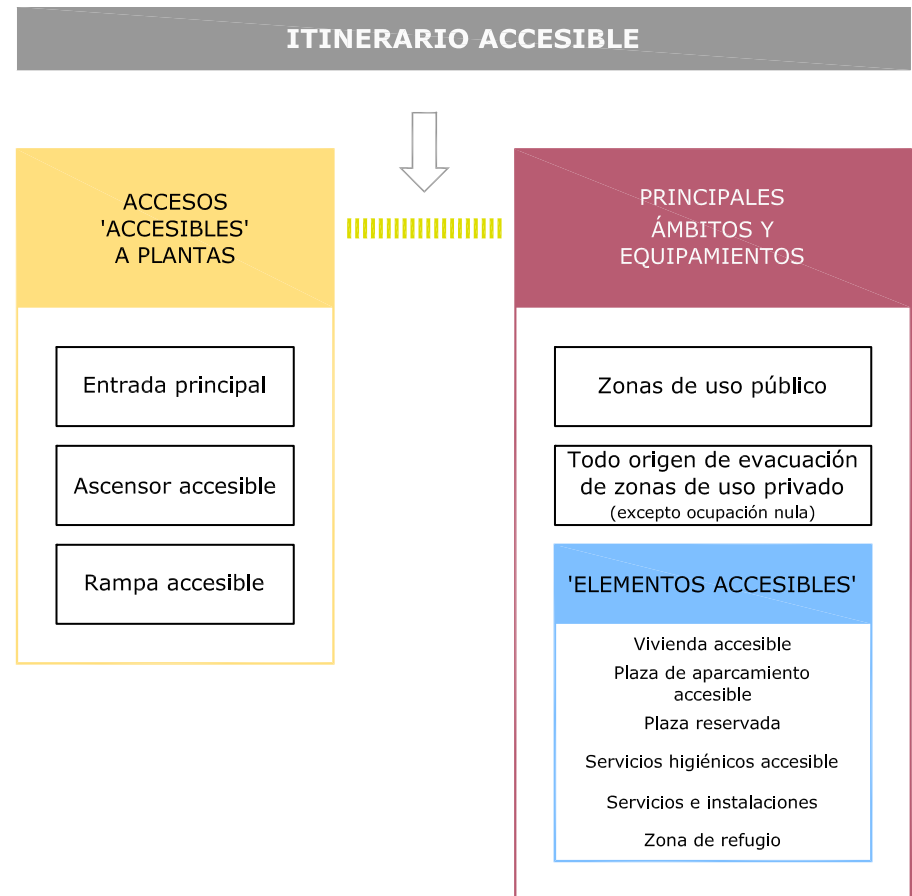 ITINERARIO ACCESIBLE
ACCESOS
'ACCESIBLES'
A PLANTAS
Entrada principal
Ascensor accesible
Rampa accesible
PRINCIPALES
ÁMBITOS Y
EQUIPAMIENTOS
Zonas de uso público
Todo origen de evacuación
de zonas de uso privado
(excepto ocupación nula)
'ELEMENTOS ACCESIBLES'
Vivienda accesible
Plaza de aparcamiento
accesible
Plaza reservada
Servicios higiénicos accesible
Servicios e instalaciones
Zona de refugio